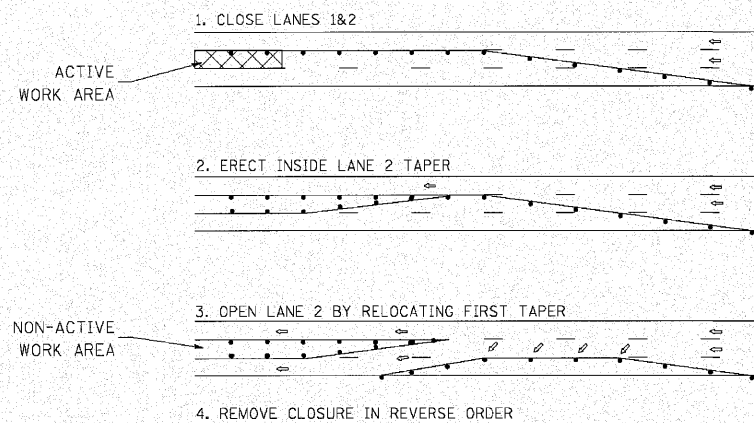 1. CLOSE LANES 1&2
ACTIVE
WORK AREA
2. ERECT INSIDE LANE 2 TAPER
3. OPEN LANE 2 BY RELOCATING FIRST TAPER
NON-ACTIVE
WORK AREA
4. REMOVE CLOSURE IN REVERSE ORDER